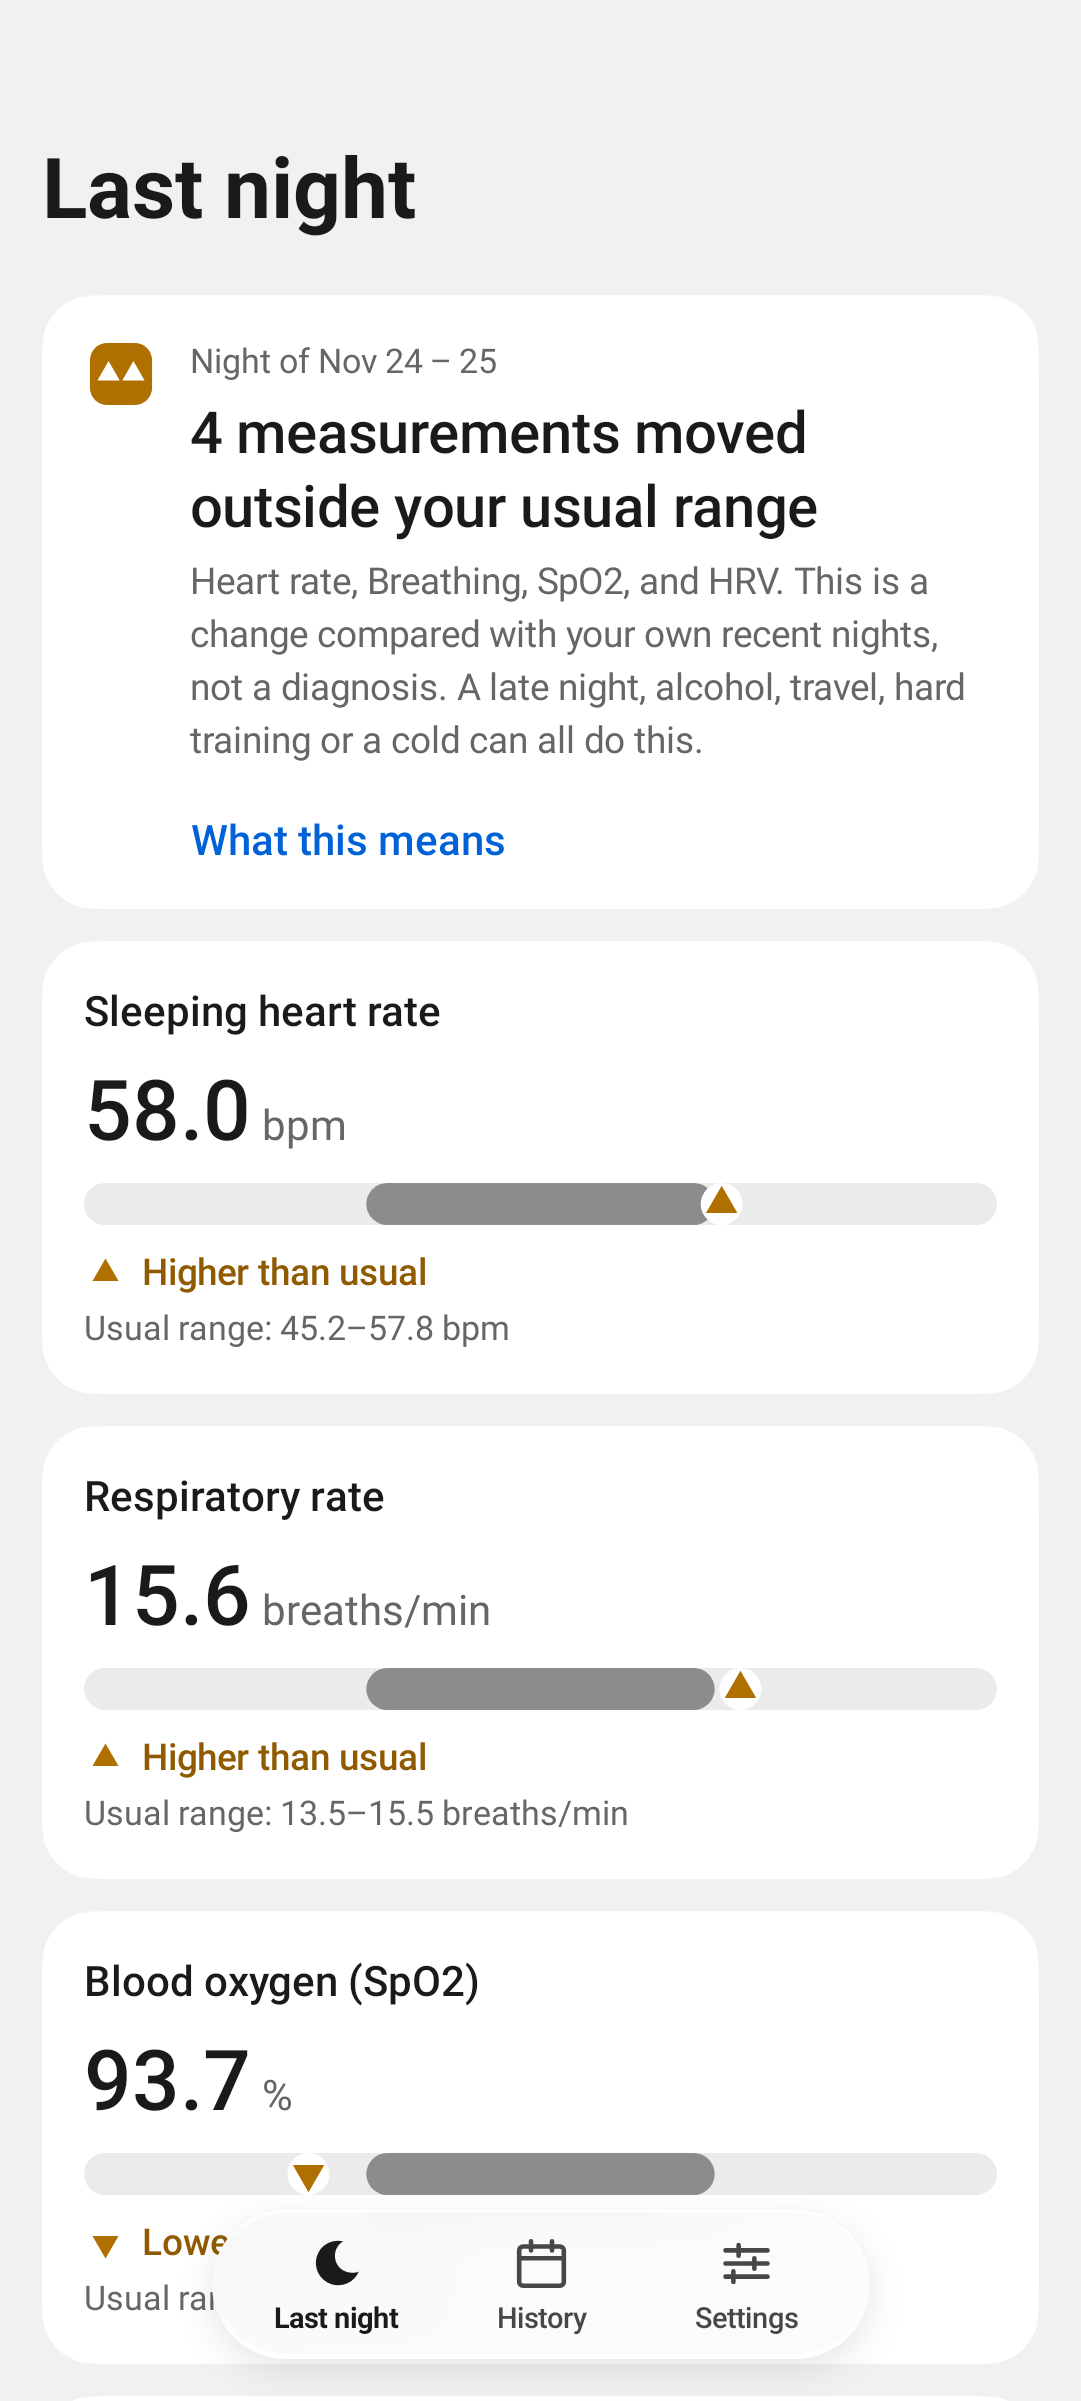 Last night
Night of Nov 24 – 25
4 measurements moved
outside your usual range
Heart rate, Breathing, SpO2, and HRV. This is a
change compared with your own recent nights,
not a diagnosis. A late night, alcohol, travel, hard
training or a cold can all do this.
What this means
Sleeping heart rate
58.0 bpm
Higher than usual
Usual range: 45.2–57.8 bpm
Respiratory rate
15.6 breaths/min
Higher than usual
Usual range: 13.5–15.5 breaths/min
Blood oxygen (SpO2)
93.7 %
Usual
Last night
History
Settings